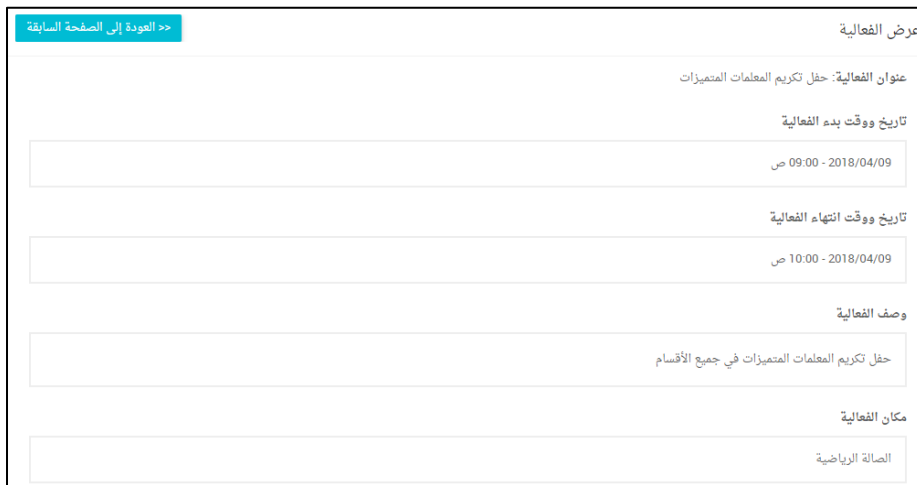 عرض الفعالية
<< العودة إلى الصفحة السابقة
عنوان الفعالية: حفل تكريم المعلمات المتميزات
تاريخ ووقت بدء الفعالية
2018/04/09 - 09:00 ص
تاريخ ووقت انتهاء الفعالية
2018/04/09 - 10:00 ص
وصف الفعالية
حفل تكريم المعلمات المتميزات في جميع الأقسام
مكان الفعالية
الصالة الرياضية